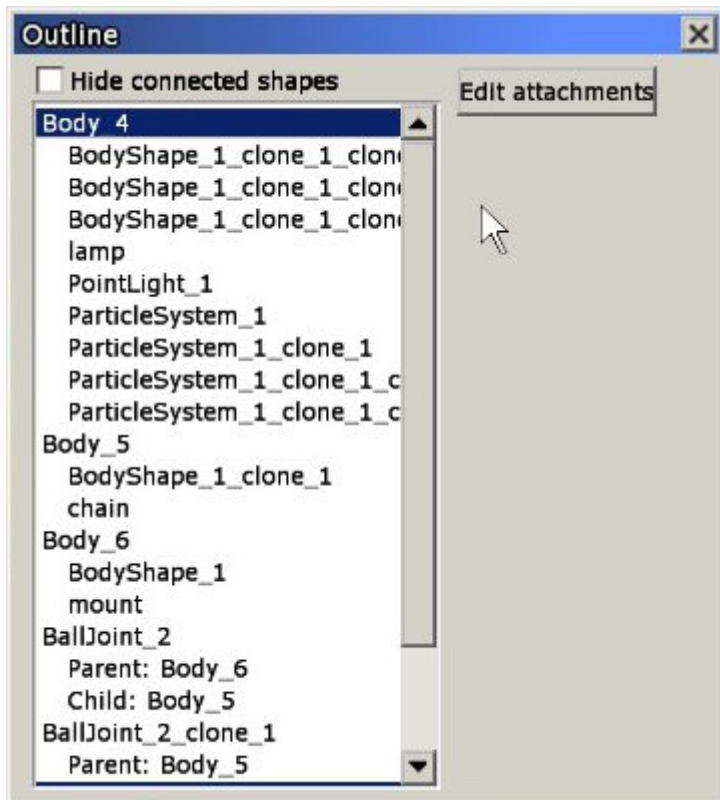 Outline
Hide connected shapes
Edit attachments
Body_4
BodyShape_1_clone_1_clon
BodyShape_1_clone_1_clon
BodyShape_1_clone_1_clon
lamp
PointLight_1
ParticleSystem_1
ParticleSystem_1_clone_1
ParticleSystem_1_clone_1_c
ParticleSystem_1_clone_1_c
Body_5
BodyShape_1_clone_1
chain
Body_6
BodyShape_1
mount
BallJoint_2
Parent: Body_6
Child: Body_5
BallJoint_2_clone_1
Parent: Body_5